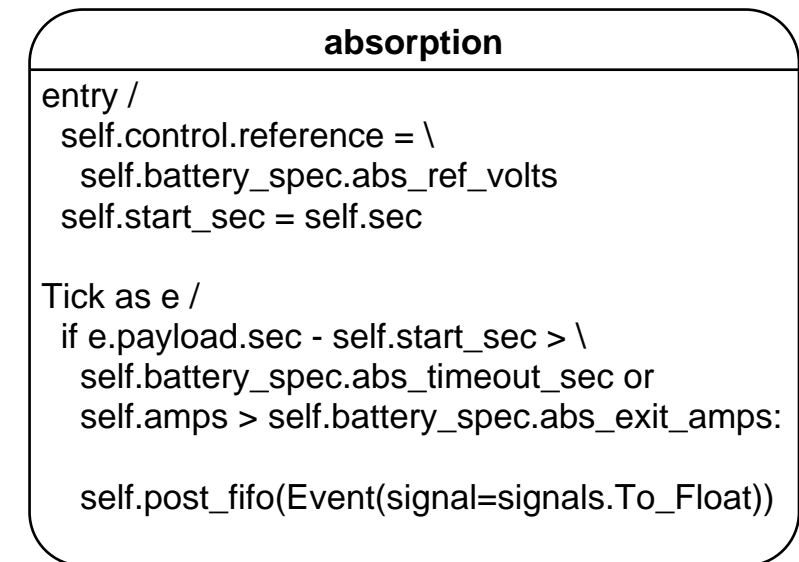 absorption
entry /
self.control.reference = \
self.battery_spec.abs_ref_volts
self.start_sec = self.sec
Tick as e /
if e.payload.sec - self.start_sec > \
self.battery_spec.abs_timeout_sec or
self.amps > self.battery_spec.abs_exit_amps:
self.post_fifo(Event(signal=signals.To_Float))